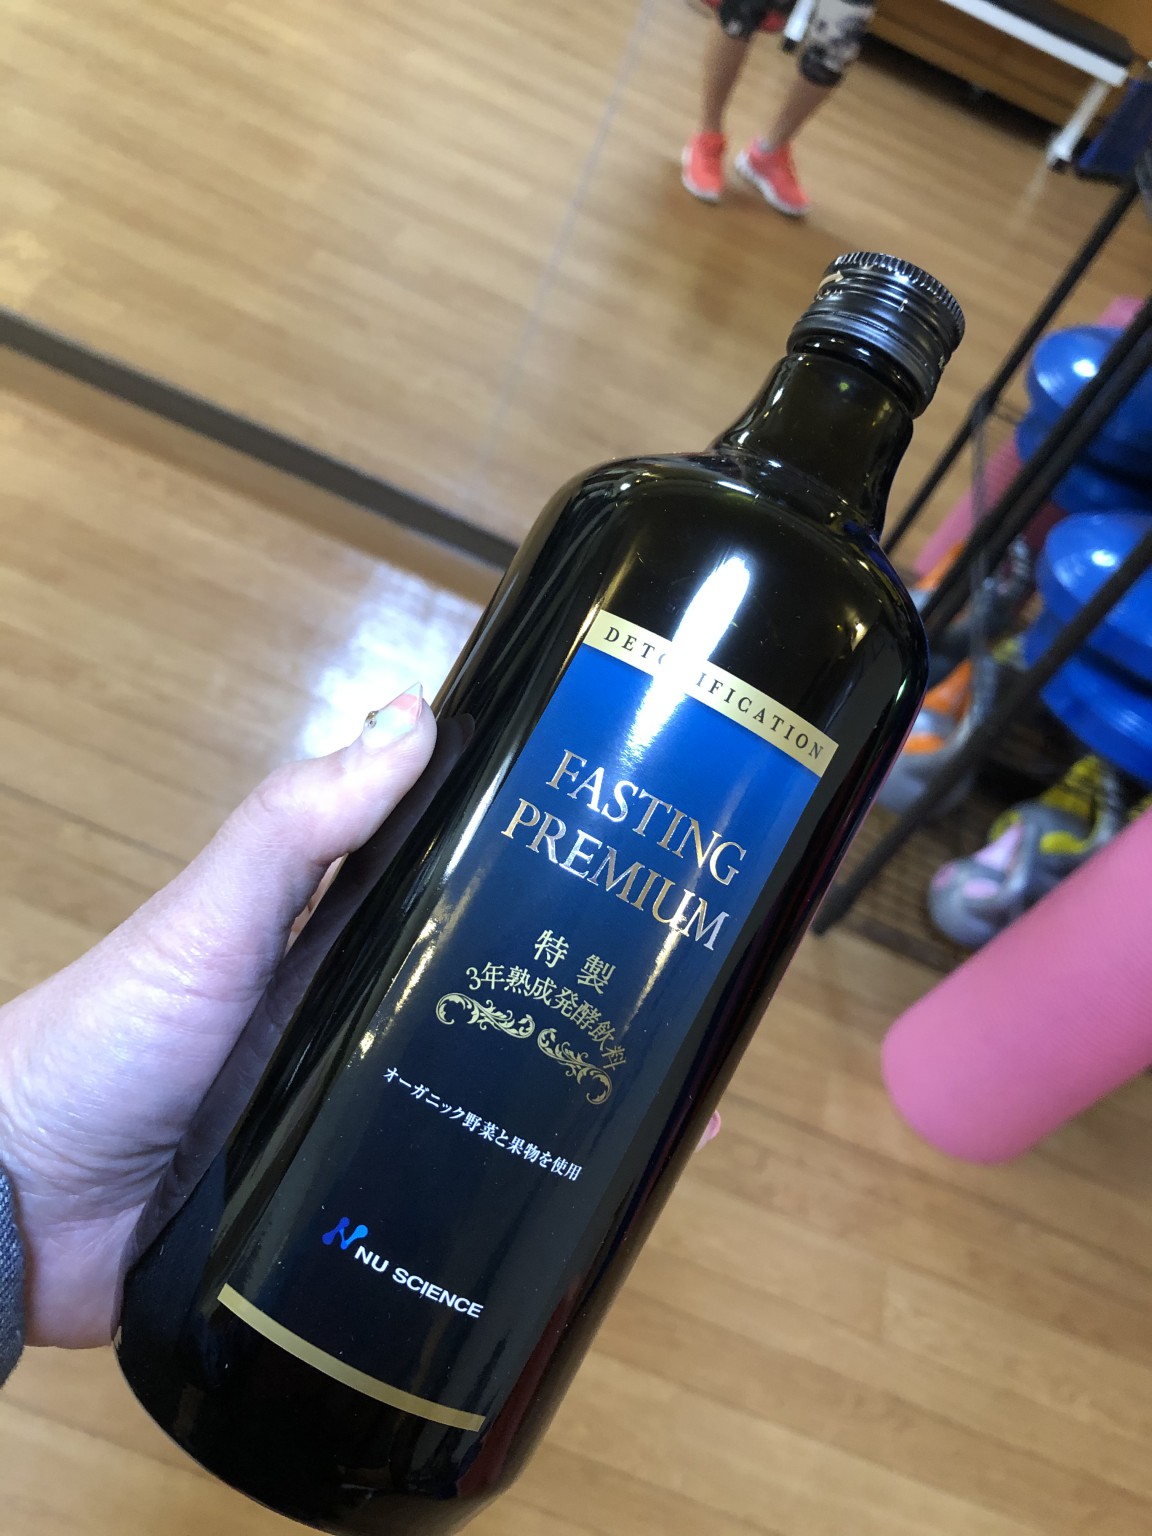 DETOXIFICATION
FASTING
PREMIUM
特製
3年熟成発酵飲料
オーガニック野菜と果物を使用
NU SCIENCE